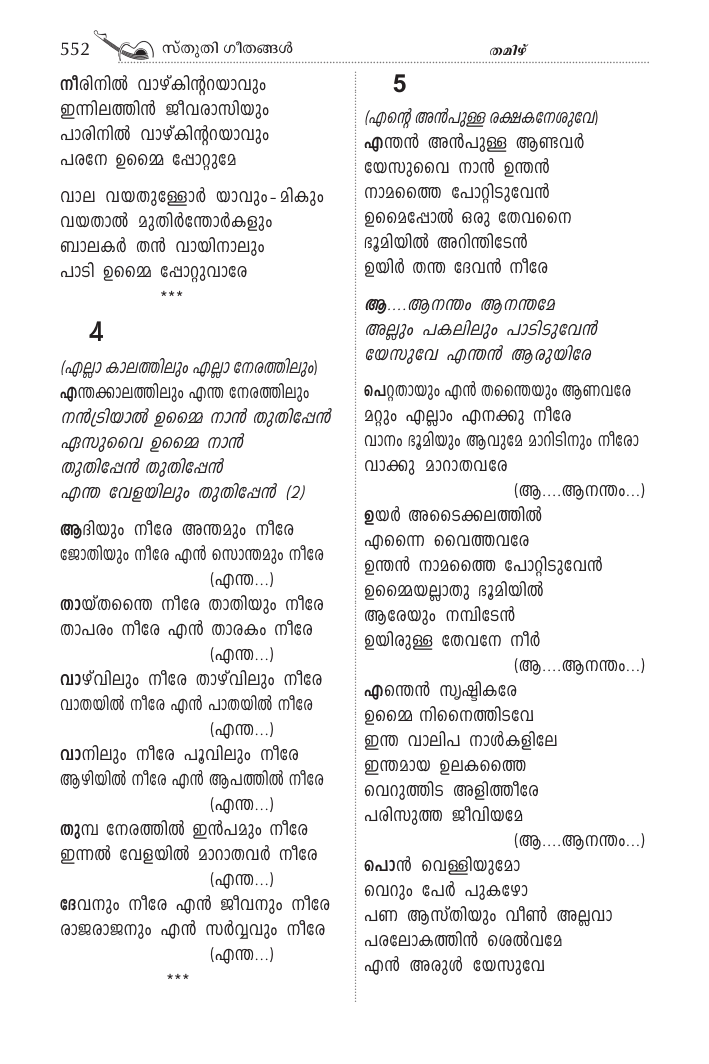 552 സ്തുതി ഗീതങ്ങൾ
തമിഴ്
നീരിനിൽ വാഴ്കിന്റയാവും
ഇന്നിലത്തിൻ ജീവരാസിയും
പാരിനിൽ വാഴ്കിന്റയാവും
പരനേ ഉമ്മൈ പ്പോറ്റുമേ
വാല വയതുള്ളോർ യാവും-മികും
വയതാൽ മുതിർന്തോർകളും
ബാലകർ തൻ വായിനാലും
പാടി ഉമ്മൈ പ്പോറ്റുവാരേ
***
4
(എല്ലാ കാലത്തിലും എല്ലാ നേരത്തിലും)
എന്തക്കാലത്തിലും എന്ത നേരത്തിലും
നൻട്രിയാൽ ഉമ്മൈ നാൻ തുതിപ്പേൻ
ഏസുവൈ ഉമ്മൈ നാൻ
തുതിപ്പേൻ തുതിപ്പേൻ
എന്ത വേളയിലും തുതിപ്പേൻ (2)
ആദിയും നീരേ അന്തമും നീരേ
ജോതിയും നീരേ എൻ സൊന്തമും നീരേ
(എന്ത...)
തായ്തന്തൈ നീരേ താതിയും നീരേ
താപരം നീരേ എൻ താരകം നീരേ
(എന്ത...)
വാഴ്വിലും നീരേ താഴ്വിലും നീരേ
വാതയിൽ നീരേ എൻ പാതയിൽ നീരേ
(എന്ത...)
വാനിലും നീരേ പൂവിലും നീരേ
ആഴിയിൽ നീരേ എൻ ആപത്തിൽ നീരേ
(എന്ത...)
തുമ്പ നേരത്തിൽ ഇൻപമും നീരേ
ഇന്നൽ വേളയിൽ മാറാതവർ നീരേ
(എന്ത...)
ദേവനും നീരേ എൻ ജീവനും നീരേ
രാജരാജനും എൻ സർവ്വവും നീരേ
(എന്ത...)
***
5
(എന്റെ അൻപുള്ള രക്ഷകനേശുവേ)
എന്തൻ അൻപുള്ള ആണ്ടവർ
യേസുവൈ നാൻ ഉന്തൻ
നാമത്തൈ പോറ്റിടുവേൻ
ഉമൈപ്പോൽ ഒരു തേവനൈ
ഭൂമിയിൽ അറിന്തിടേൻ
ഉയിർ തന്ത ദേവൻ നീരേ
ആ....ആനന്തം ആനന്തമേ
അല്ലും പകലിലും പാടിടുവേൻ
യേസുവേ എന്തൻ ആരുയിരേ
പെറ്റതായും എൻ തന്തൈയും ആണവരേ
മറ്റും എല്ലാം എനക്കു നീരേ
വാനം ഭൂമിയും ആവുമേ മാറിടിനും നീരോ
വാക്കു മാറാതവരേ
(ആ....ആനന്തം...)
ഉയർ അടൈക്കലത്തിൽ
എന്നൈ വൈത്തവരേ
ഉന്തൻ നാമത്തൈ പോറ്റിടുവേൻ
ഉമ്മൈയല്ലാതു ഭൂമിയിൽ
ആരേയും നമ്പിടേൻ
ഉയിരുള്ള തേവനേ നീർ
(ആ....ആനന്തം...)
എന്തെൻ സൃഷ്ടികരേ
ഉമ്മൈ നിനൈത്തിടവേ
ഇന്ത വാലിപ നാൾകളിലേ
ഇന്തമായ ഉലകത്തൈ
വെറുത്തിട അളിത്തീരേ
പരിസുത്ത ജീവിയമേ
(ആ....ആനന്തം...)
പൊൻ വെള്ളിയുമോ
വെറും പേർ പുകഴോ
പണ ആസ്തിയും വീൺ അല്ലവാ
പരലോകത്തിൻ ശെൽവമേ
എൻ അരുൾ യേസുവേ